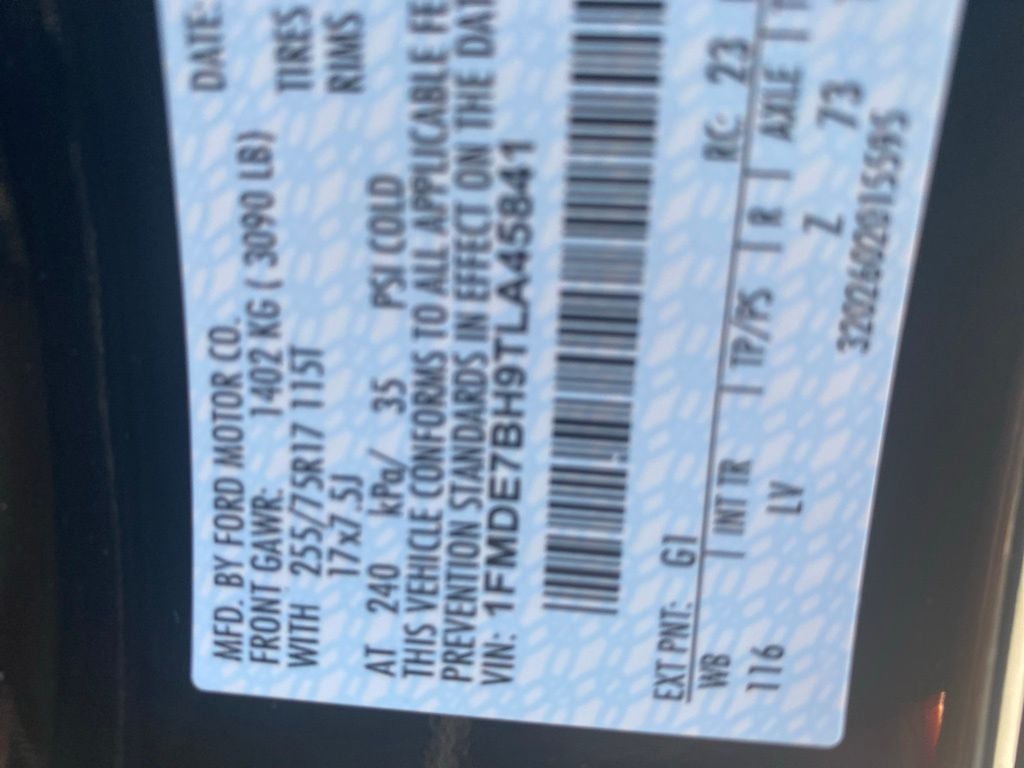 MFD. BY FORD MOTOR CO. DATE:
FRONT GAWR: 1402 KG ( 3090 LB)
WITH 255/75R17 115T TIRES
17x7.5J RIMS
AT 240 kPa/ 35 PSI COLD
THIS VEHICLE CONFORMS TO ALL APPLICABLE FE
PREVENTION STANDARDS IN EFFECT ON THE DAT
VIN: 1FMDE7BH9TLA45841
EXT PNT: G1 RC: 23
WB | INT TR | TP/PS | R | AXLE |
116 LV Z 73
3202602015595